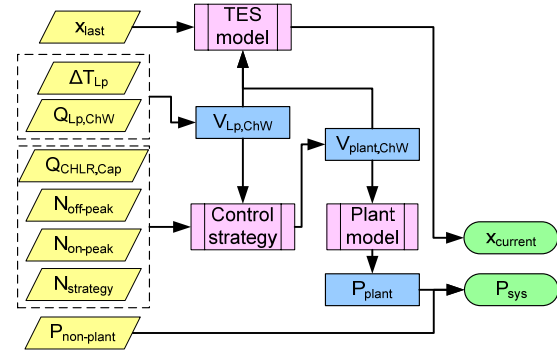 x_last
TES
model
ΔT_Lp
Q_Lp,ChW
V_Lp,ChW
V_plant,ChW
Q_CHLR,Cap
N_off-peak
Control
strategy
Plant
model
N_on-peak
x_current
N_strategy
P_plant
P_sys
P_non-plant